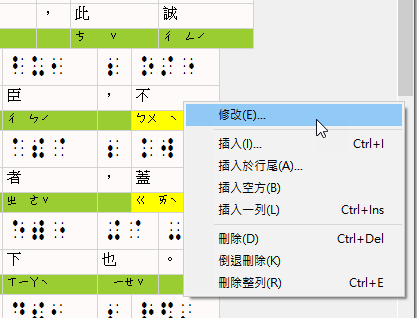 ， 此 誠
ㄘ ˇ ㄔ ㄥˊ
臣 ， 不
ㄔ ㄣˊ ㄅㄨ ˋ
者 ， 蓋
ㄓ ㄜˇ ㄍ ㄞˋ
下 也 。
ㄒㄧㄚˋ ㄧㄝˇ
修改(E)...
插入(I)... Ctrl+I
插入於行尾(A)...
插入空方(B)
插入一列(L) Ctrl+Ins
刪除(D) Ctrl+Del
倒退刪除(K)
刪除整列(R) Ctrl+E